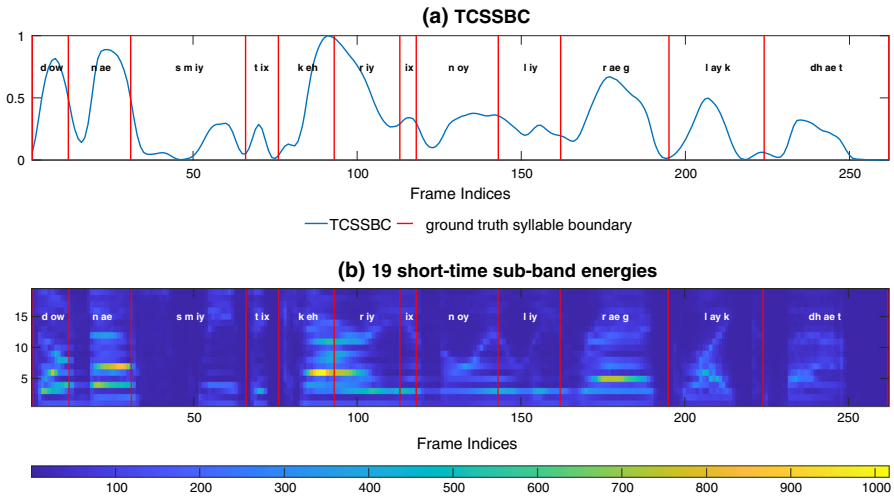 (a) TCSSBC
1
0.5
0
d ow n ae s m iy t ix k eh r iy ix n oy l iy r ae g l ay k dh ae t
50 100 150 200 250
Frame Indices
TCSSBC ground truth syllable boundary
(b) 19 short-time sub-band energies
15
10
5
d ow n ae s m iy t ix k eh r iy ix n oy l iy r ae g l ay k dh ae t
50 100 150 200 250
Frame Indices
100 200 300 400 500 600 700 800 900 1000